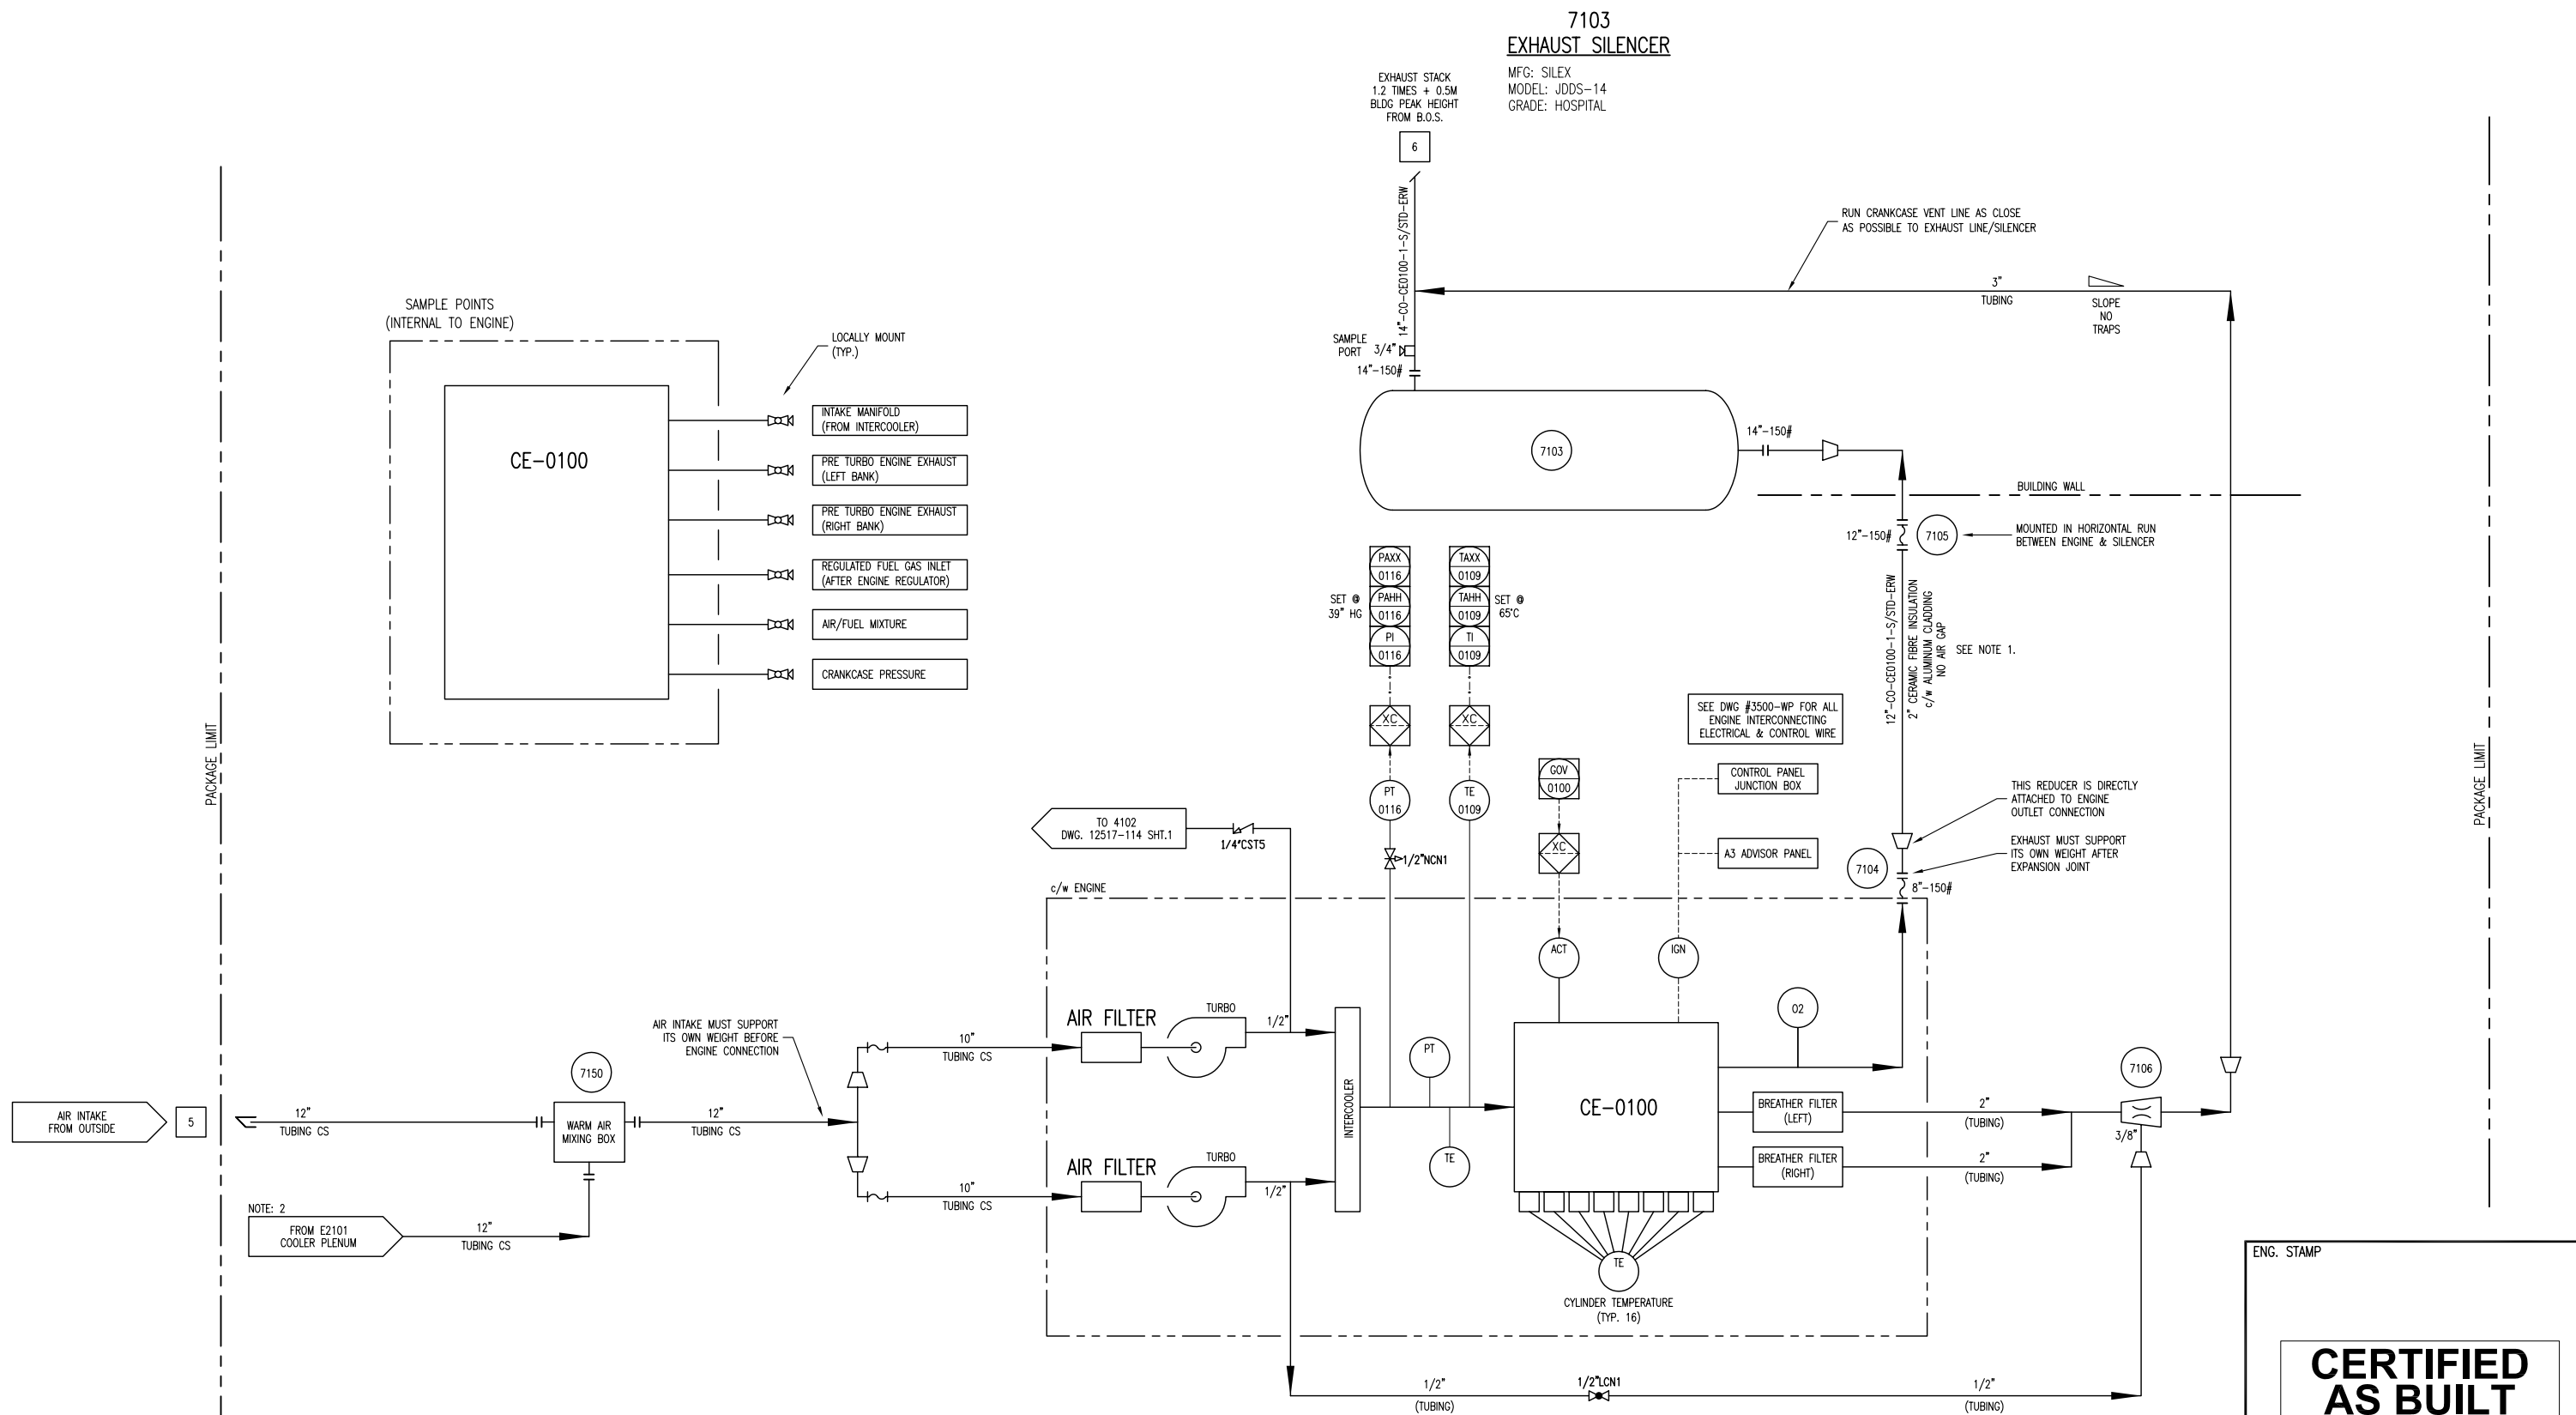 7103
EXHAUST SILENCER
MFG: SILEX
MODEL: JDDS-14
GRADE: HOSPITAL
EXHAUST STACK
1.2 TIMES + 0.5M
BLDG PEAK HEIGHT
FROM B.O.S.
6
14"-CO-CE0100-1-S/STD-ERW
RUN CRANKCASE VENT LINE AS CLOSE
AS POSSIBLE TO EXHAUST LINE/SILENCER
3"
TUBING
SLOPE
NO
TRAPS
SAMPLE
PORT
3/4"
14"-150#
7103
14"-150#
BUILDING WALL
12"-150#
7105
MOUNTED IN HORIZONTAL RUN
BETWEEN ENGINE & SILENCER
12"-CO-CE0100-1-S/STD-ERW
2" CERAMIC FIBRE INSULATION
c/w ALUMINUM CLADDING
NO AIR GAP
SEE NOTE 1.
SAMPLE POINTS
(INTERNAL TO ENGINE)
LOCALLY MOUNT
(TYP.)
CE-0100
INTAKE MANIFOLD
(FROM INTERCOOLER)
PRE TURBO ENGINE EXHAUST
(LEFT BANK)
PRE TURBO ENGINE EXHAUST
(RIGHT BANK)
REGULATED FUEL GAS INLET
(AFTER ENGINE REGULATOR)
AIR/FUEL MIXTURE
CRANKCASE PRESSURE
PACKAGE LIMIT
PACKAGE LIMIT
PAXX
0116
PAHH
0116
PI
0116
SET @
39" HG
XC
PT
0116
1/2"NCN1
TAXX
0109
TAHH
0109
TI
0109
SET @
65°C
XC
TE
0109
GOV
0100
XC
ACT
SEE DWG #3500-WP FOR ALL
ENGINE INTERCONNECTING
ELECTRICAL & CONTROL WIRE
CONTROL PANEL
JUNCTION BOX
A3 ADVISOR PANEL
IGN
THIS REDUCER IS DIRECTLY
ATTACHED TO ENGINE
OUTLET CONNECTION
EXHAUST MUST SUPPORT
ITS OWN WEIGHT AFTER
EXPANSION JOINT
7104
8"-150#
TO 4102
DWG. 12517-114 SHT.1
1/4"CST5
c/w ENGINE
AIR INTAKE
FROM OUTSIDE
5
12"
TUBING CS
7150
WARM AIR
MIXING BOX
12"
TUBING CS
AIR INTAKE MUST SUPPORT
ITS OWN WEIGHT BEFORE
ENGINE CONNECTION
NOTE: 2
FROM E2101
COOLER PLENUM
12"
TUBING CS
10"
TUBING CS
AIR FILTER
TURBO
1/2"
10"
TUBING CS
AIR FILTER
TURBO
1/2"
INTERCOOLER
PT
TE
CE-0100
O2
BREATHER FILTER
(LEFT)
2"
(TUBING)
BREATHER FILTER
(RIGHT)
2"
(TUBING)
7106
3/8"
TE
CYLINDER TEMPERATURE
(TYP. 16)
1/2"
(TUBING)
1/2"LCN1
1/2"
(TUBING)
ENG. STAMP
CERTIFIED
AS BUILT